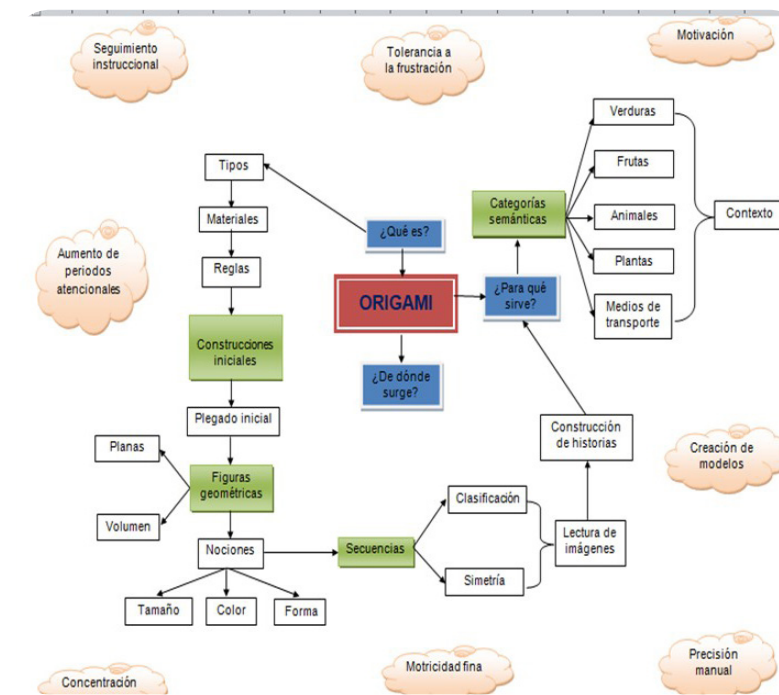 Seguimiento
instruccional
Tolerancia a
la frustración
Motivación
Verduras
Tipos
Frutas
Categorías
semánticas
Materiales
Animales
Contexto
¿Qué es?
Aumento de
periodos
atencionales
Reglas
Plantas
ORIGAMI
¿Para qué
sirve?
Medios de
transporte
Construcciones
iniciales
¿De dónde
surge?
Plegado inicial
Construcción
de historias
Planas
Creación de
modelos
Figuras
geométricas
Clasificación
Volumen
Nociones
Secuencias
Lectura de
imágenes
Simetría
Tamaño
Color
Forma
Motricidad fina
Precisión
manual
Concentración